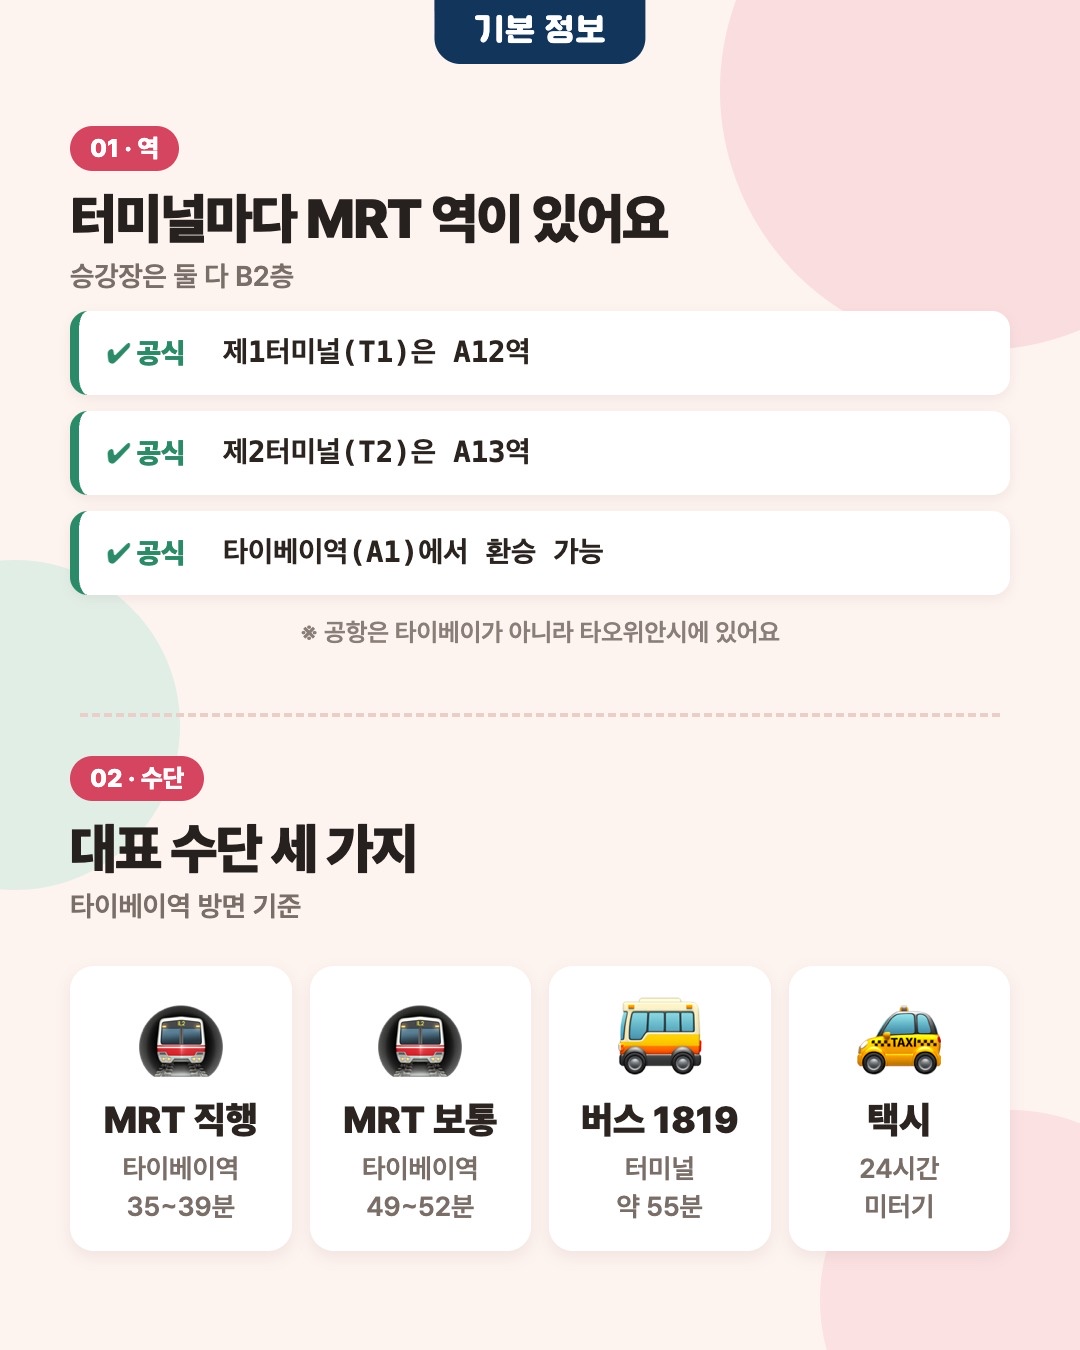 기본 정보
01 · 역
터미널마다 MRT 역이 있어요
승강장은 둘 다 B2층
✔ 공식 제1터미널(T1)은 A12역
✔ 공식 제2터미널(T2)은 A13역
✔ 공식 타이베이역(A1)에서 환승 가능
※ 공항은 타이베이가 아니라 타오위안시에 있어요
02 · 수단
대표 수단 세 가지
타이베이역 방면 기준
MRT 직행
타이베이역
35~39분
MRT 보통
타이베이역
49~52분
버스 1819
터미널
약 55분
TAXI
택시
24시간
미터기